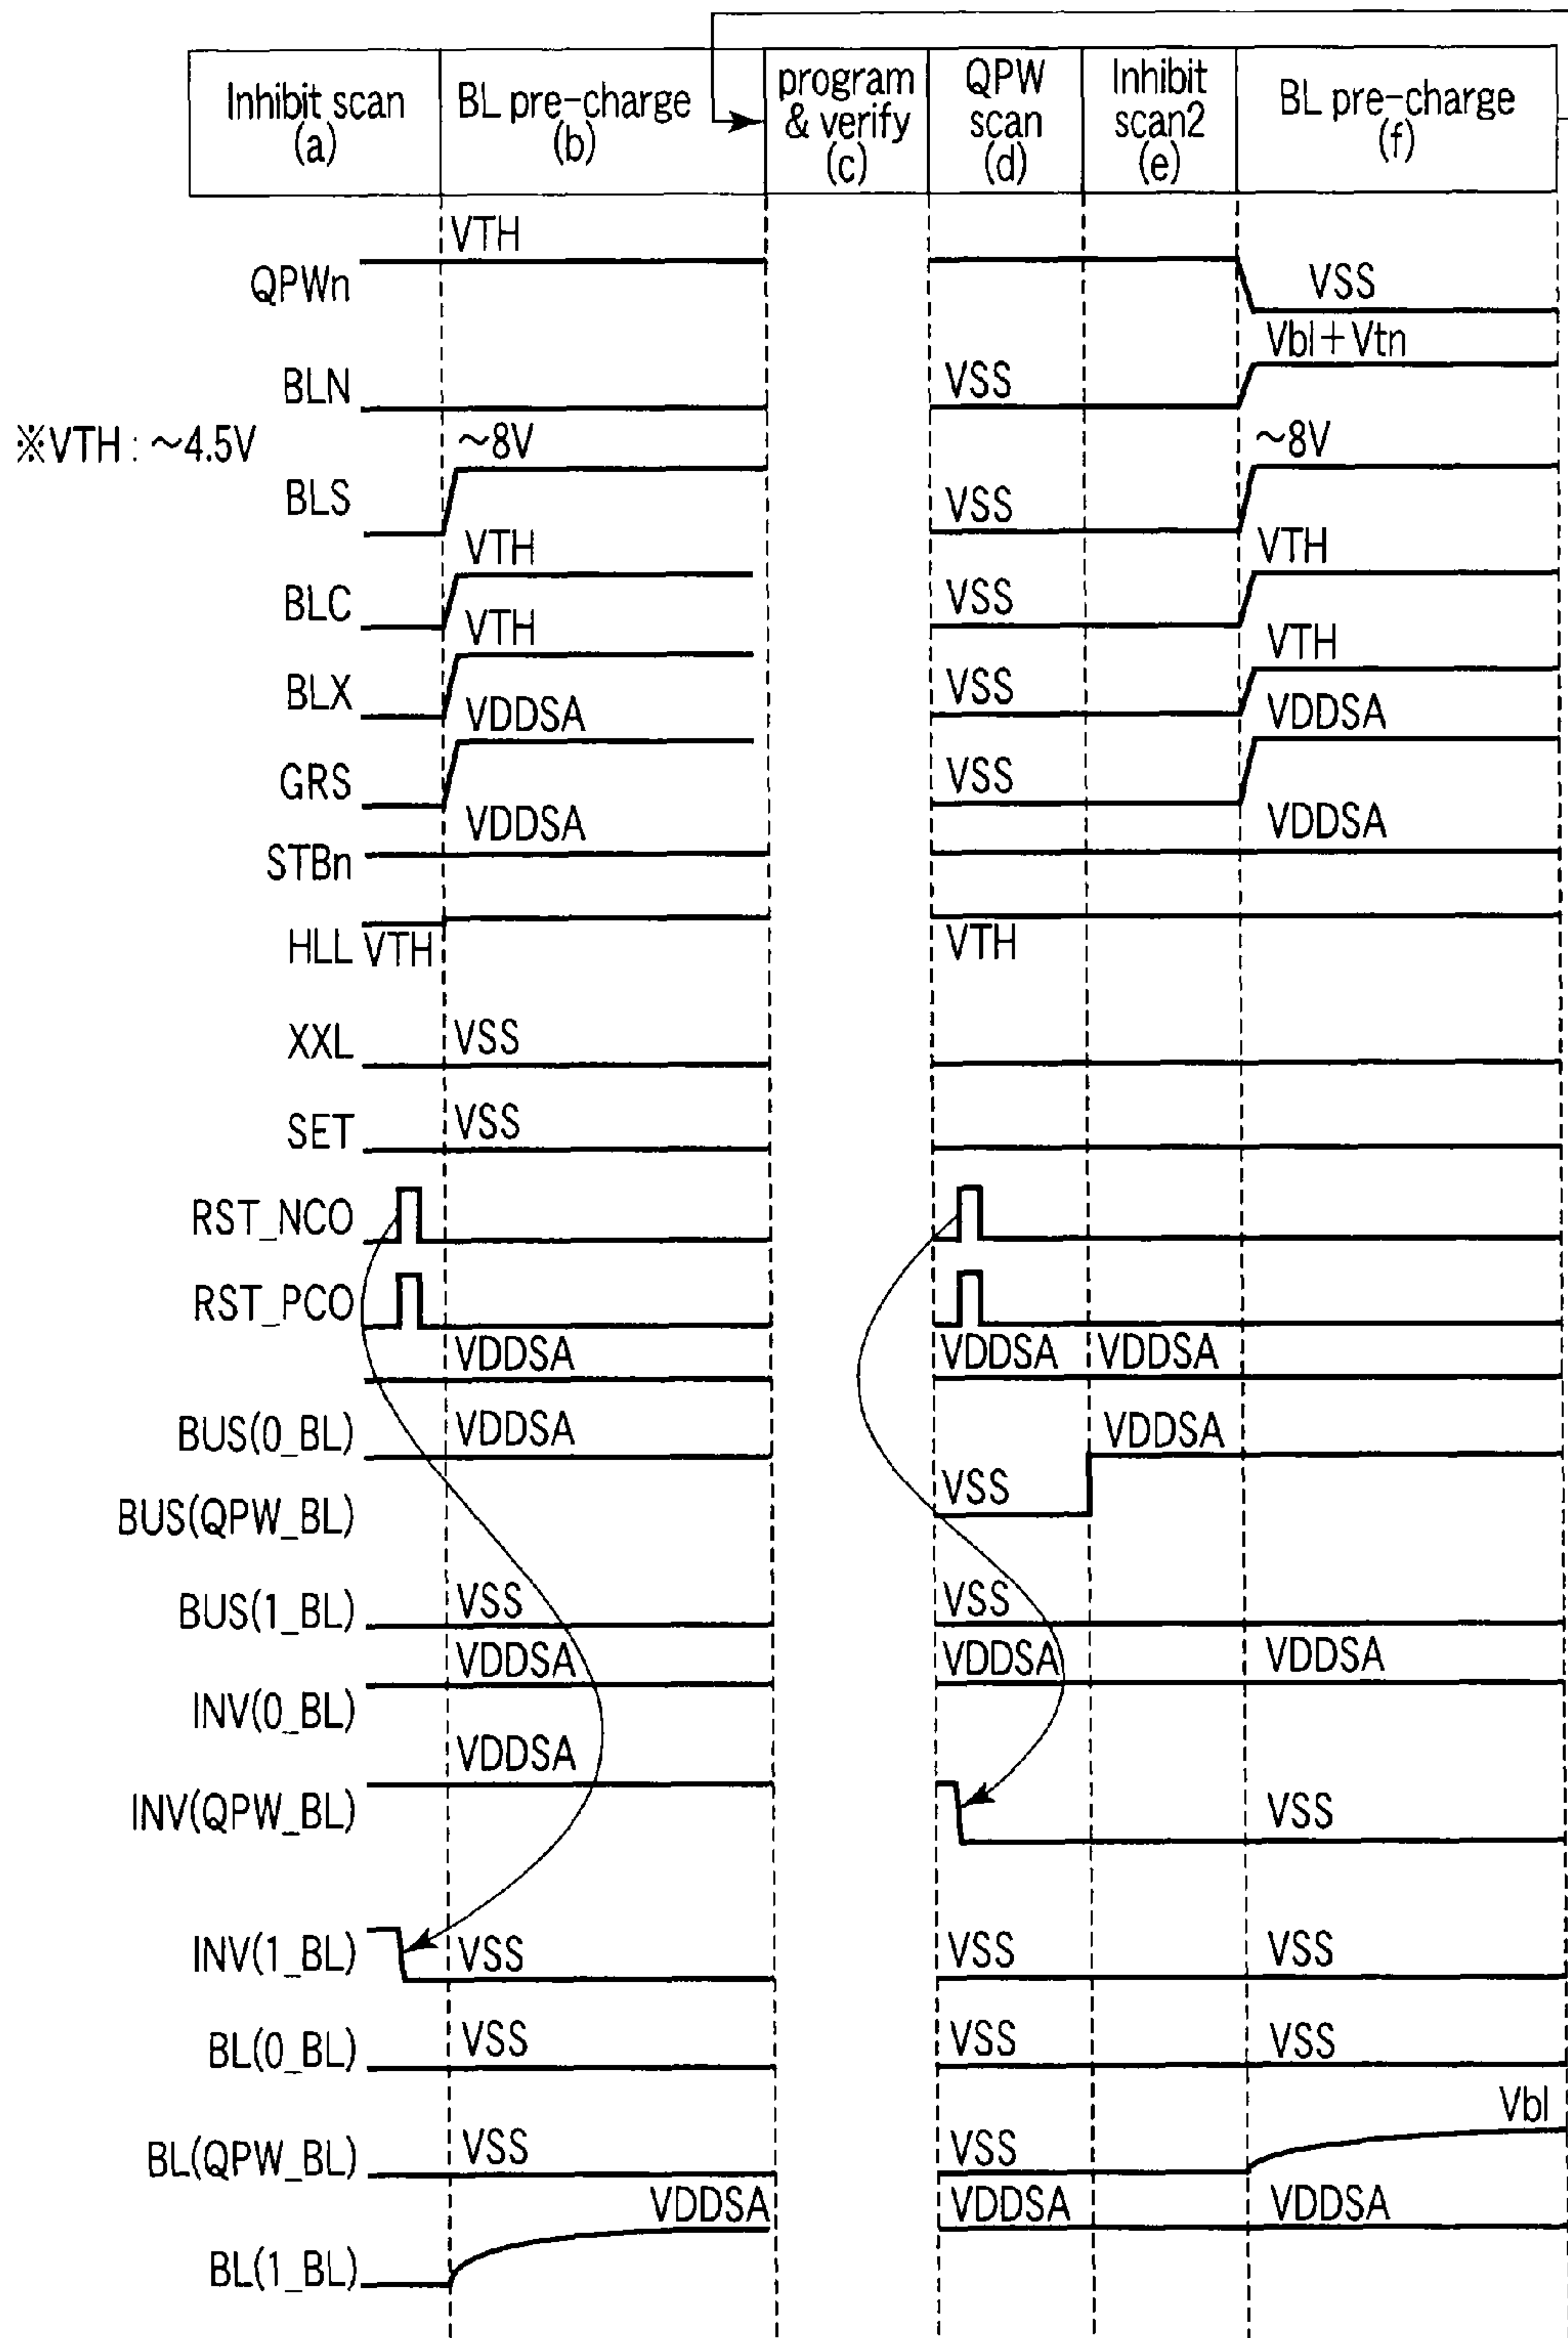 Inhibit scan
(a)
BL pre-charge
(b)
program
& verify
(c)
QPW
scan
(d)
Inhibit
scan2
(e)
BL pre-charge
(f)
QPWn
VTH
VSS
BLN
VSS
Vbl+Vtn
※VTH : ~4.5V
BLS
~8V
VSS
~8V
BLC
VTH
VSS
VTH
BLX
VTH
VSS
VTH
GRS
VDDSA
VSS
VDDSA
STBn
VDDSA
VDDSA
HLL
VTH
VTH
XXL
VSS
SET
VSS
RST_NCO
RST_PCO
VDDSA
VDDSA
VDDSA
BUS(0_BL)
VDDSA
VDDSA
BUS(QPW_BL)
VSS
BUS(1_BL)
VSS
VSS
INV(0_BL)
VDDSA
VDDSA
VDDSA
INV(QPW_BL)
VDDSA
VSS
INV(1_BL)
VSS
VSS
VSS
BL(0_BL)
VSS
VSS
VSS
BL(QPW_BL)
VSS
VSS
Vbl
BL(1_BL)
VDDSA
VDDSA
VDDSA